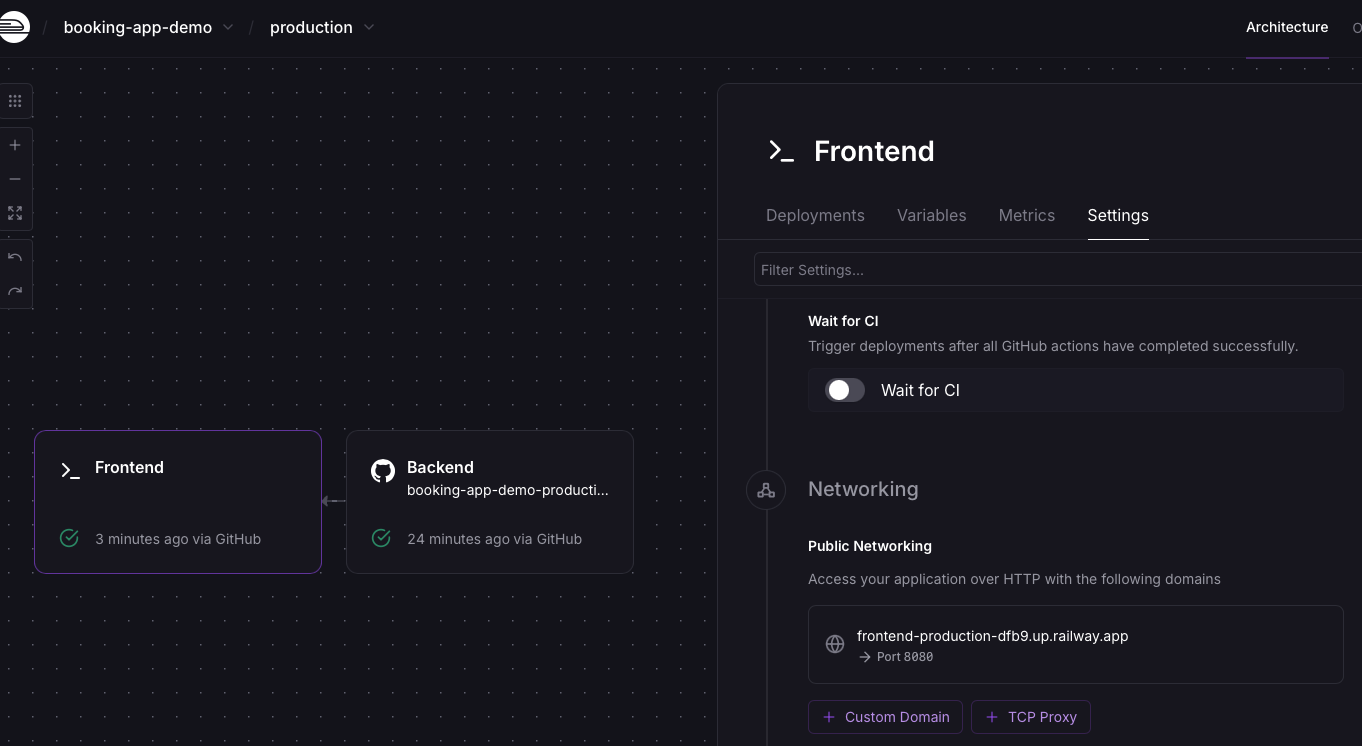 booking-app-demo / production
Architecture
Frontend
Deployments Variables Metrics Settings
Filter Settings...
Wait for CI
Trigger deployments after all GitHub actions have completed successfully.
Wait for CI
Frontend
3 minutes ago via GitHub
Backend
booking-app-demo-producti...
24 minutes ago via GitHub
Networking
Public Networking
Access your application over HTTP with the following domains
frontend-production-dfb9.up.railway.app
→ Port 8080
+ Custom Domain + TCP Proxy